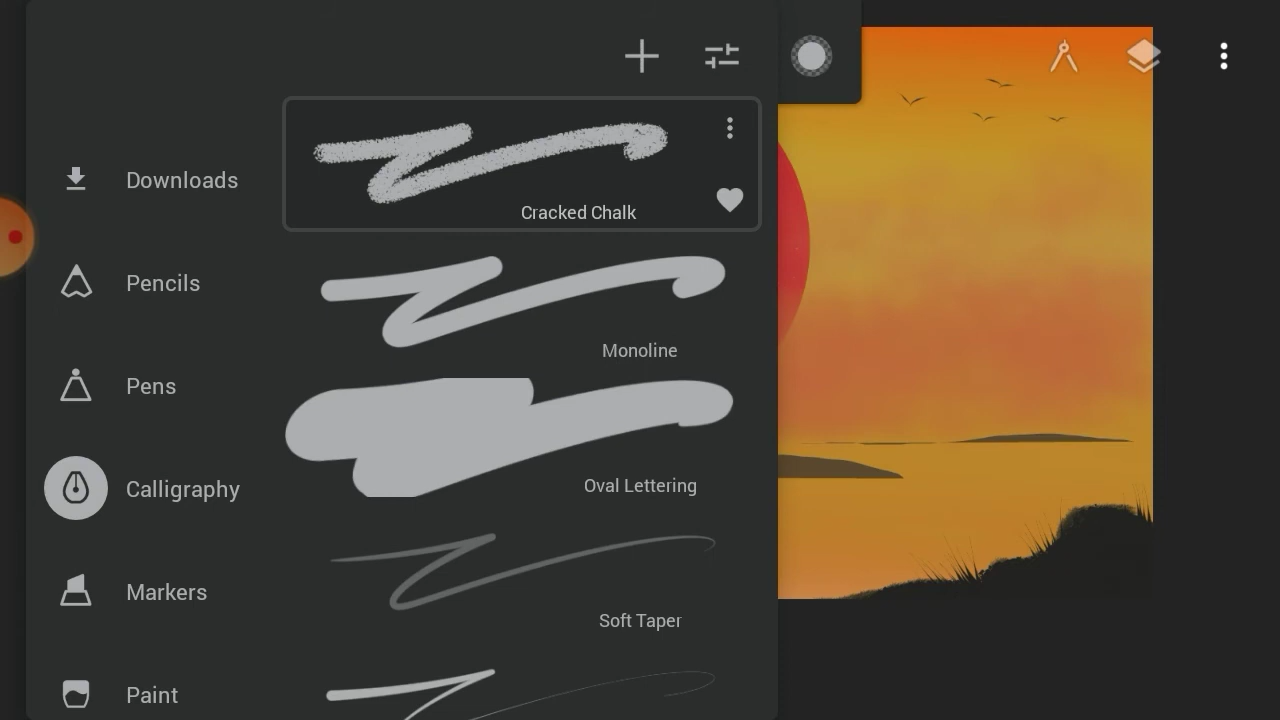 Downloads
Pencils
Pens
Calligraphy
Markers
Paint
Cracked Chalk
Monoline
Oval Lettering
Soft Taper